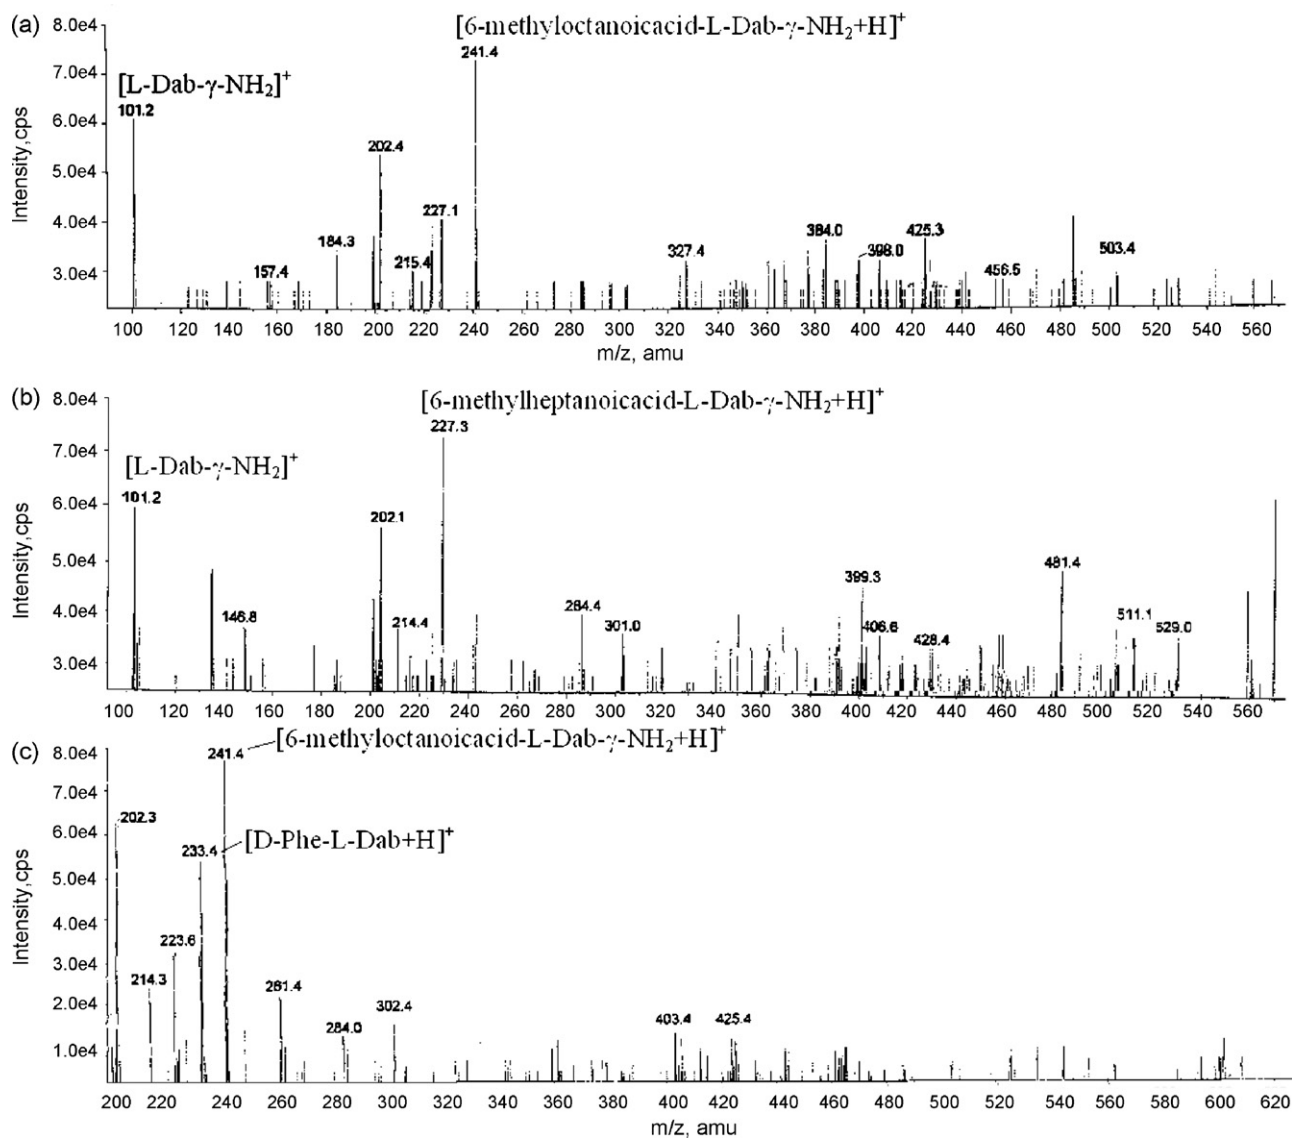 (a)
[6-methyloctanoicacid-L-Dab-γ-NH₂+H]⁺
[L-Dab-γ-NH₂]⁺
Intensity,cps
8.0e4
7.0e4
6.0e4
5.0e4
4.0e4
3.0e4
101.2
157.4
184.3
202.4
215.4
227.1
241.4
327.4
384.0
398.0
425.3
456.5
503.4
100 120 140 160 180 200 220 240 260 280 300 320 340 360 380 400 420 440 460 480 500 520 540 560
m/z, amu
(b)
[6-methylheptanoicacid-L-Dab-γ-NH₂+H]⁺
[L-Dab-γ-NH₂]⁺
Intensity,cps
8.0e4
7.0e4
6.0e4
5.0e4
4.0e4
3.0e4
101.2
146.8
202.1
214.4
227.3
284.4
301.0
399.3
406.6
428.4
481.4
511.1
529.0
100 120 140 160 180 200 220 240 260 280 300 320 340 360 380 400 420 440 460 480 500 520 540 560
(c)
[6-methyloctanoicacid-L-Dab-γ-NH₂+H]⁺
[D-Phe-L-Dab+H]⁺
Intensity,cps
8.0e4
7.0e4
6.0e4
5.0e4
4.0e4
3.0e4
2.0e4
1.0e4
202.3
214.3
223.6
233.4
241.4
261.4
284.0
302.4
403.4
425.4
200 220 240 260 280 300 320 340 360 380 400 420 440 460 480 500 520 540 560 580 600 620
m/z, amu